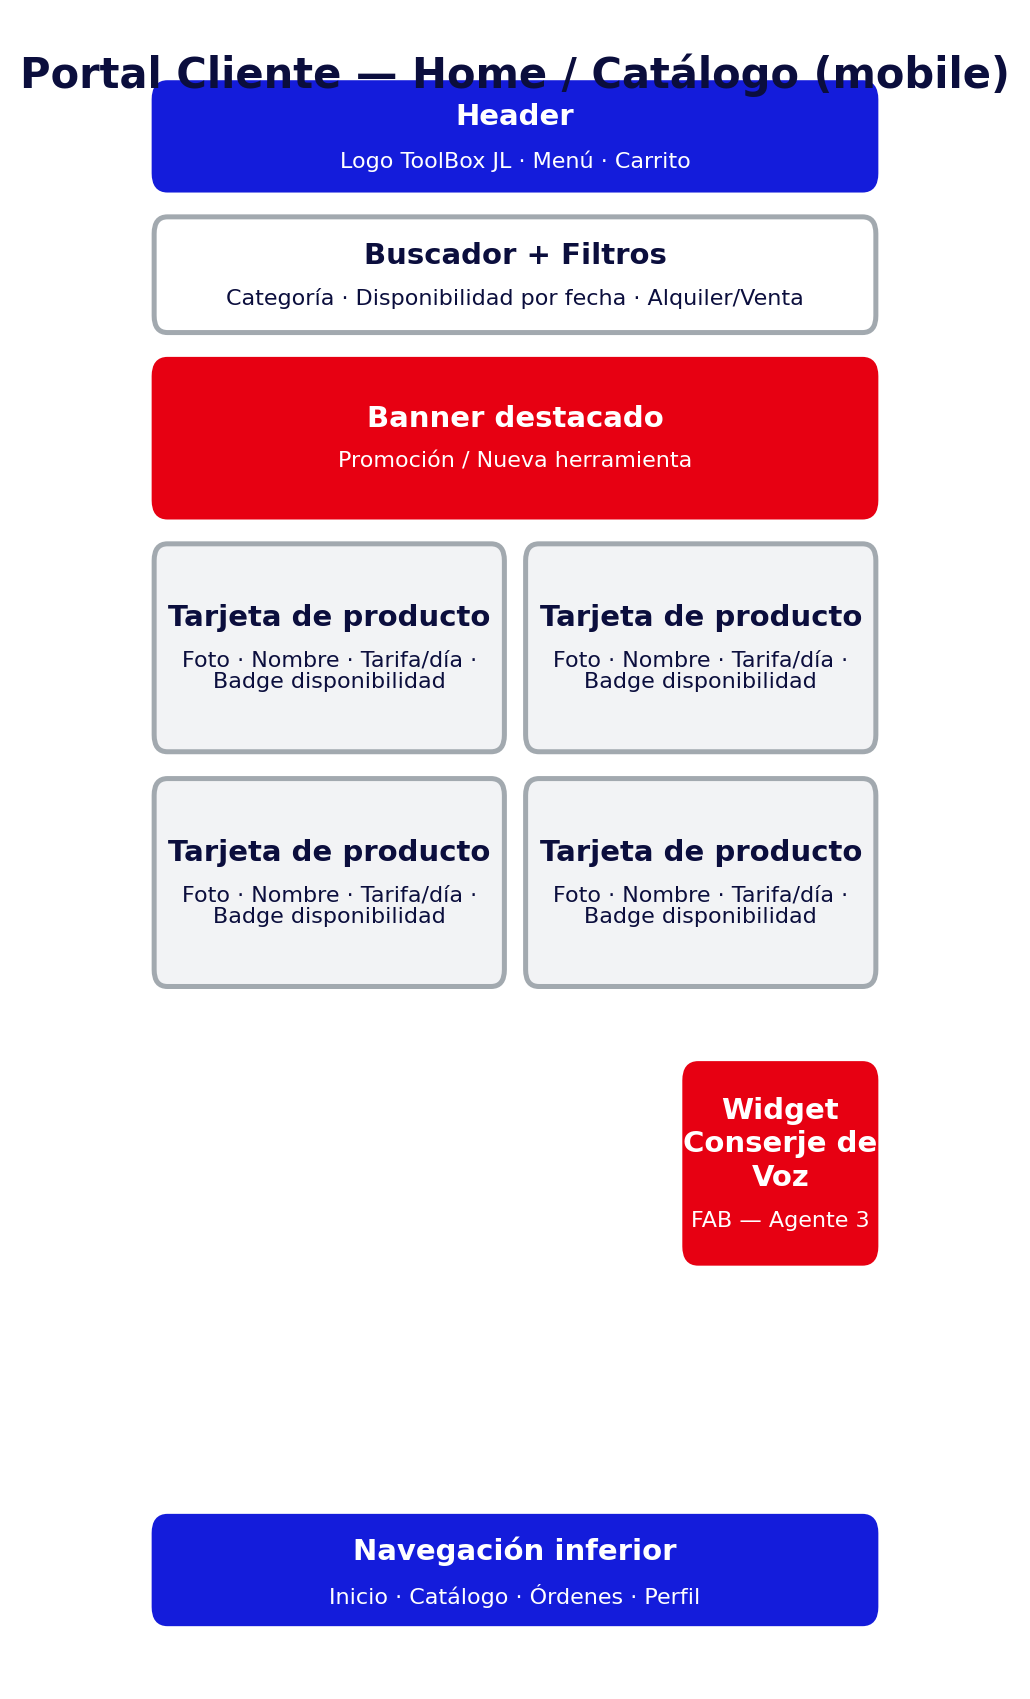 Portal Cliente — Home / Catálogo (mobile)
Header
Logo ToolBox JL · Menú · Carrito
Buscador + Filtros
Categoría · Disponibilidad por fecha · Alquiler/Venta
Banner destacado
Promoción / Nueva herramienta
Tarjeta de producto
Foto · Nombre · Tarifa/día ·
Badge disponibilidad
Tarjeta de producto
Foto · Nombre · Tarifa/día ·
Badge disponibilidad
Tarjeta de producto
Foto · Nombre · Tarifa/día ·
Badge disponibilidad
Tarjeta de producto
Foto · Nombre · Tarifa/día ·
Badge disponibilidad
Widget
Conserje de
Voz
FAB — Agente 3
Navegación inferior
Inicio · Catálogo · Órdenes · Perfil